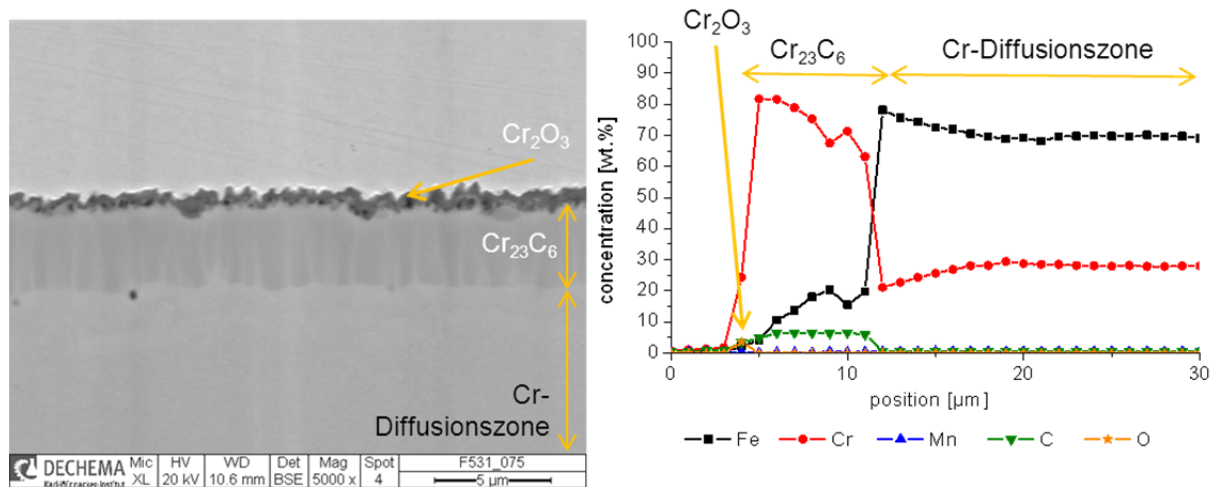 Cr2O3
Cr23C6
Cr-
Diffusionszone
DECHEMA
Karl-Winnacker-Institut
Mic HV WD Det Mag Spot F531_075
XL 20 kV 10.6 mm BSE 5000 x 4 5 µm
Cr2O3
Cr23C6 Cr-Diffusionszone
concentration [wt.%]
100
90
80
70
60
50
40
30
20
10
0
0 10 20 30
position [µm]
Fe Cr Mn C O